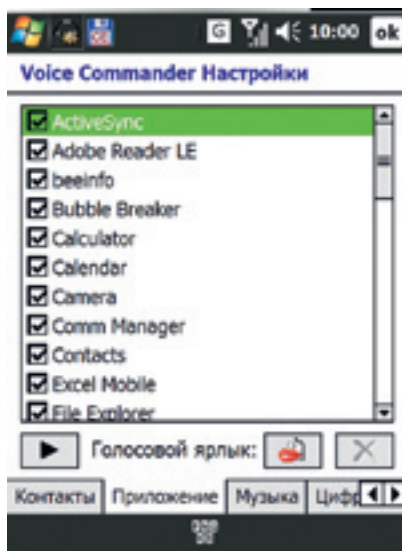 G 10:00 ok
Voice Commander Настройки
ActiveSync
Adobe Reader LE
beeinfo
Bubble Breaker
Calculator
Calendar
Camera
Comm Manager
Contacts
Excel Mobile
File Explorer
Голосовой ярлык:
Контакты Приложение Музыка Цифр